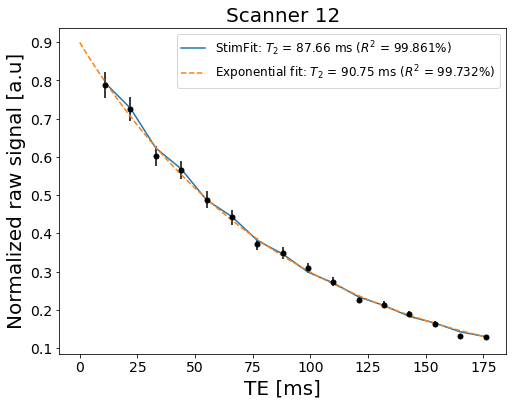 Scanner 12
StimFit: T₂ = 87.66 ms (R² = 99.861%)
Exponential fit: T₂ = 90.75 ms (R² = 99.732%)
Normalized raw signal [a.u]
0.9
0.8
0.7
0.6
0.5
0.4
0.3
0.2
0.1
0 25 50 75 100 125 150 175
TE [ms]